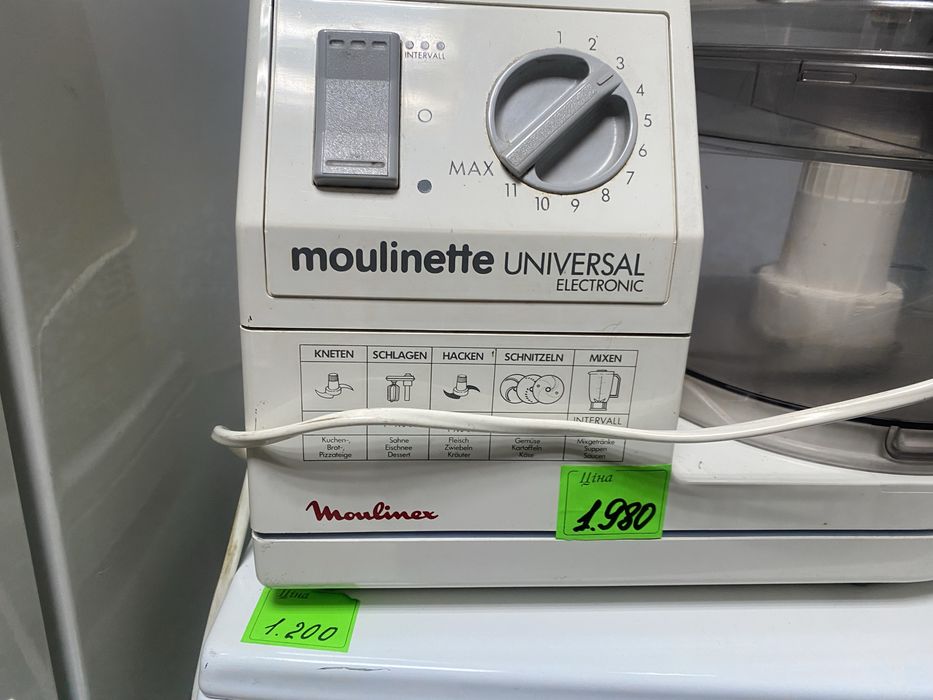 INTERVALL
1 2 3 4 5 6 7 8 9 10 11
MAX
moulinette UNIVERSAL
ELECTRONIC
KNETEN SCHLAGEN HACKEN SCHNITZELN MIXEN
INTERVALL
Kuchen-, Sahne Fleisch Gemüse Mixgetränke
Brot-, Eischnee Zwiebeln Kartoffeln Suppen
Pizzateige Dessert Kräuter Käse Saucen
Moulinex
Ціна
1.980
Ціна
1.200